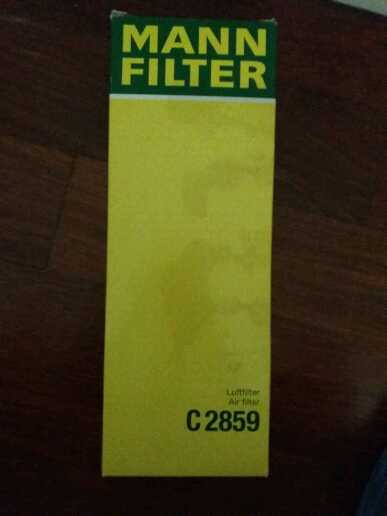 MANN
FILTER
Luftfilter
Air filter
C 2859